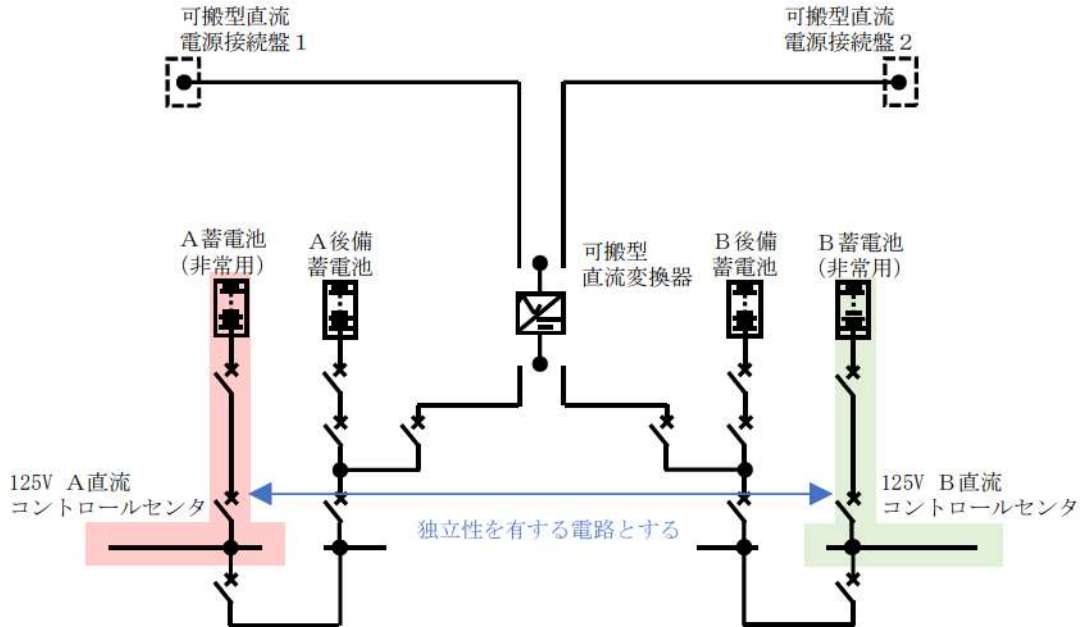 可搬型直流
電源接続盤1
可搬型直流
電源接続盤2
A蓄電池
(非常用)
A後備
蓄電池
可搬型
直流変換器
B後備
蓄電池
B蓄電池
(非常用)
125V A直流
コントロールセンタ
125V B直流
コントロールセンタ
独立性を有する電路とする